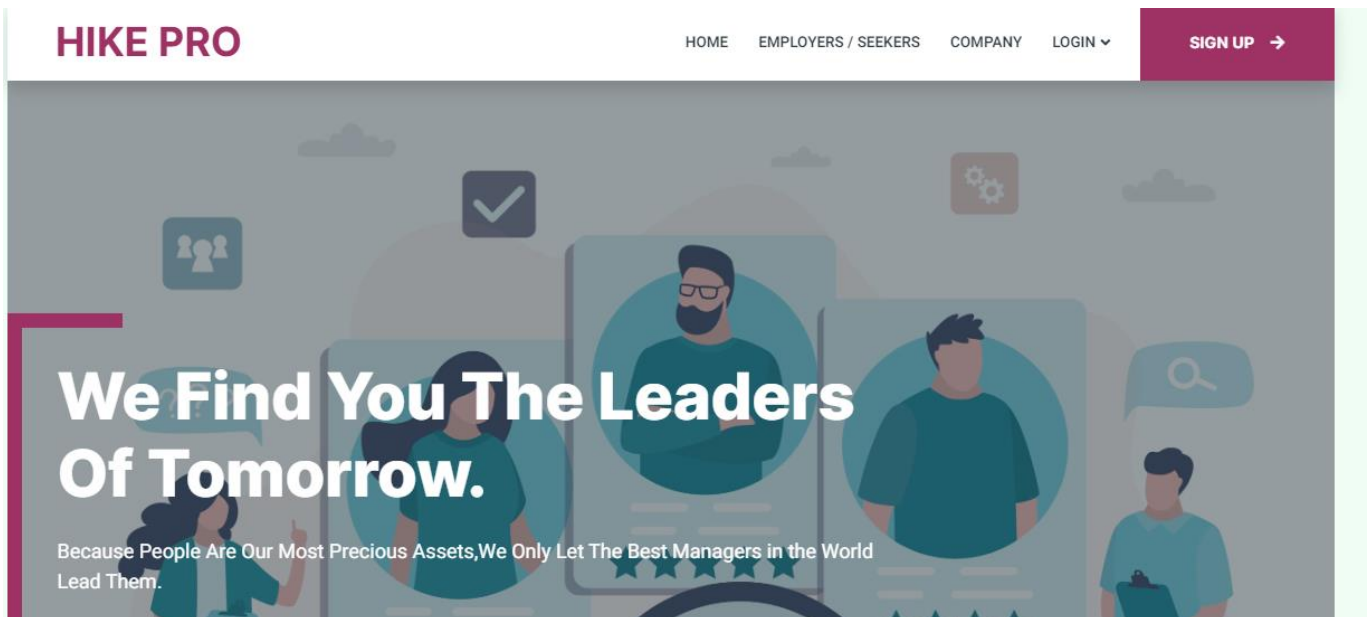 HIKE PRO
HOME EMPLOYERS / SEEKERS COMPANY LOGIN SIGN UP
We Find You The Leaders
Of Tomorrow.
Because People Are Our Most Precious Assets,We Only Let The Best Managers in the World
Lead Them.